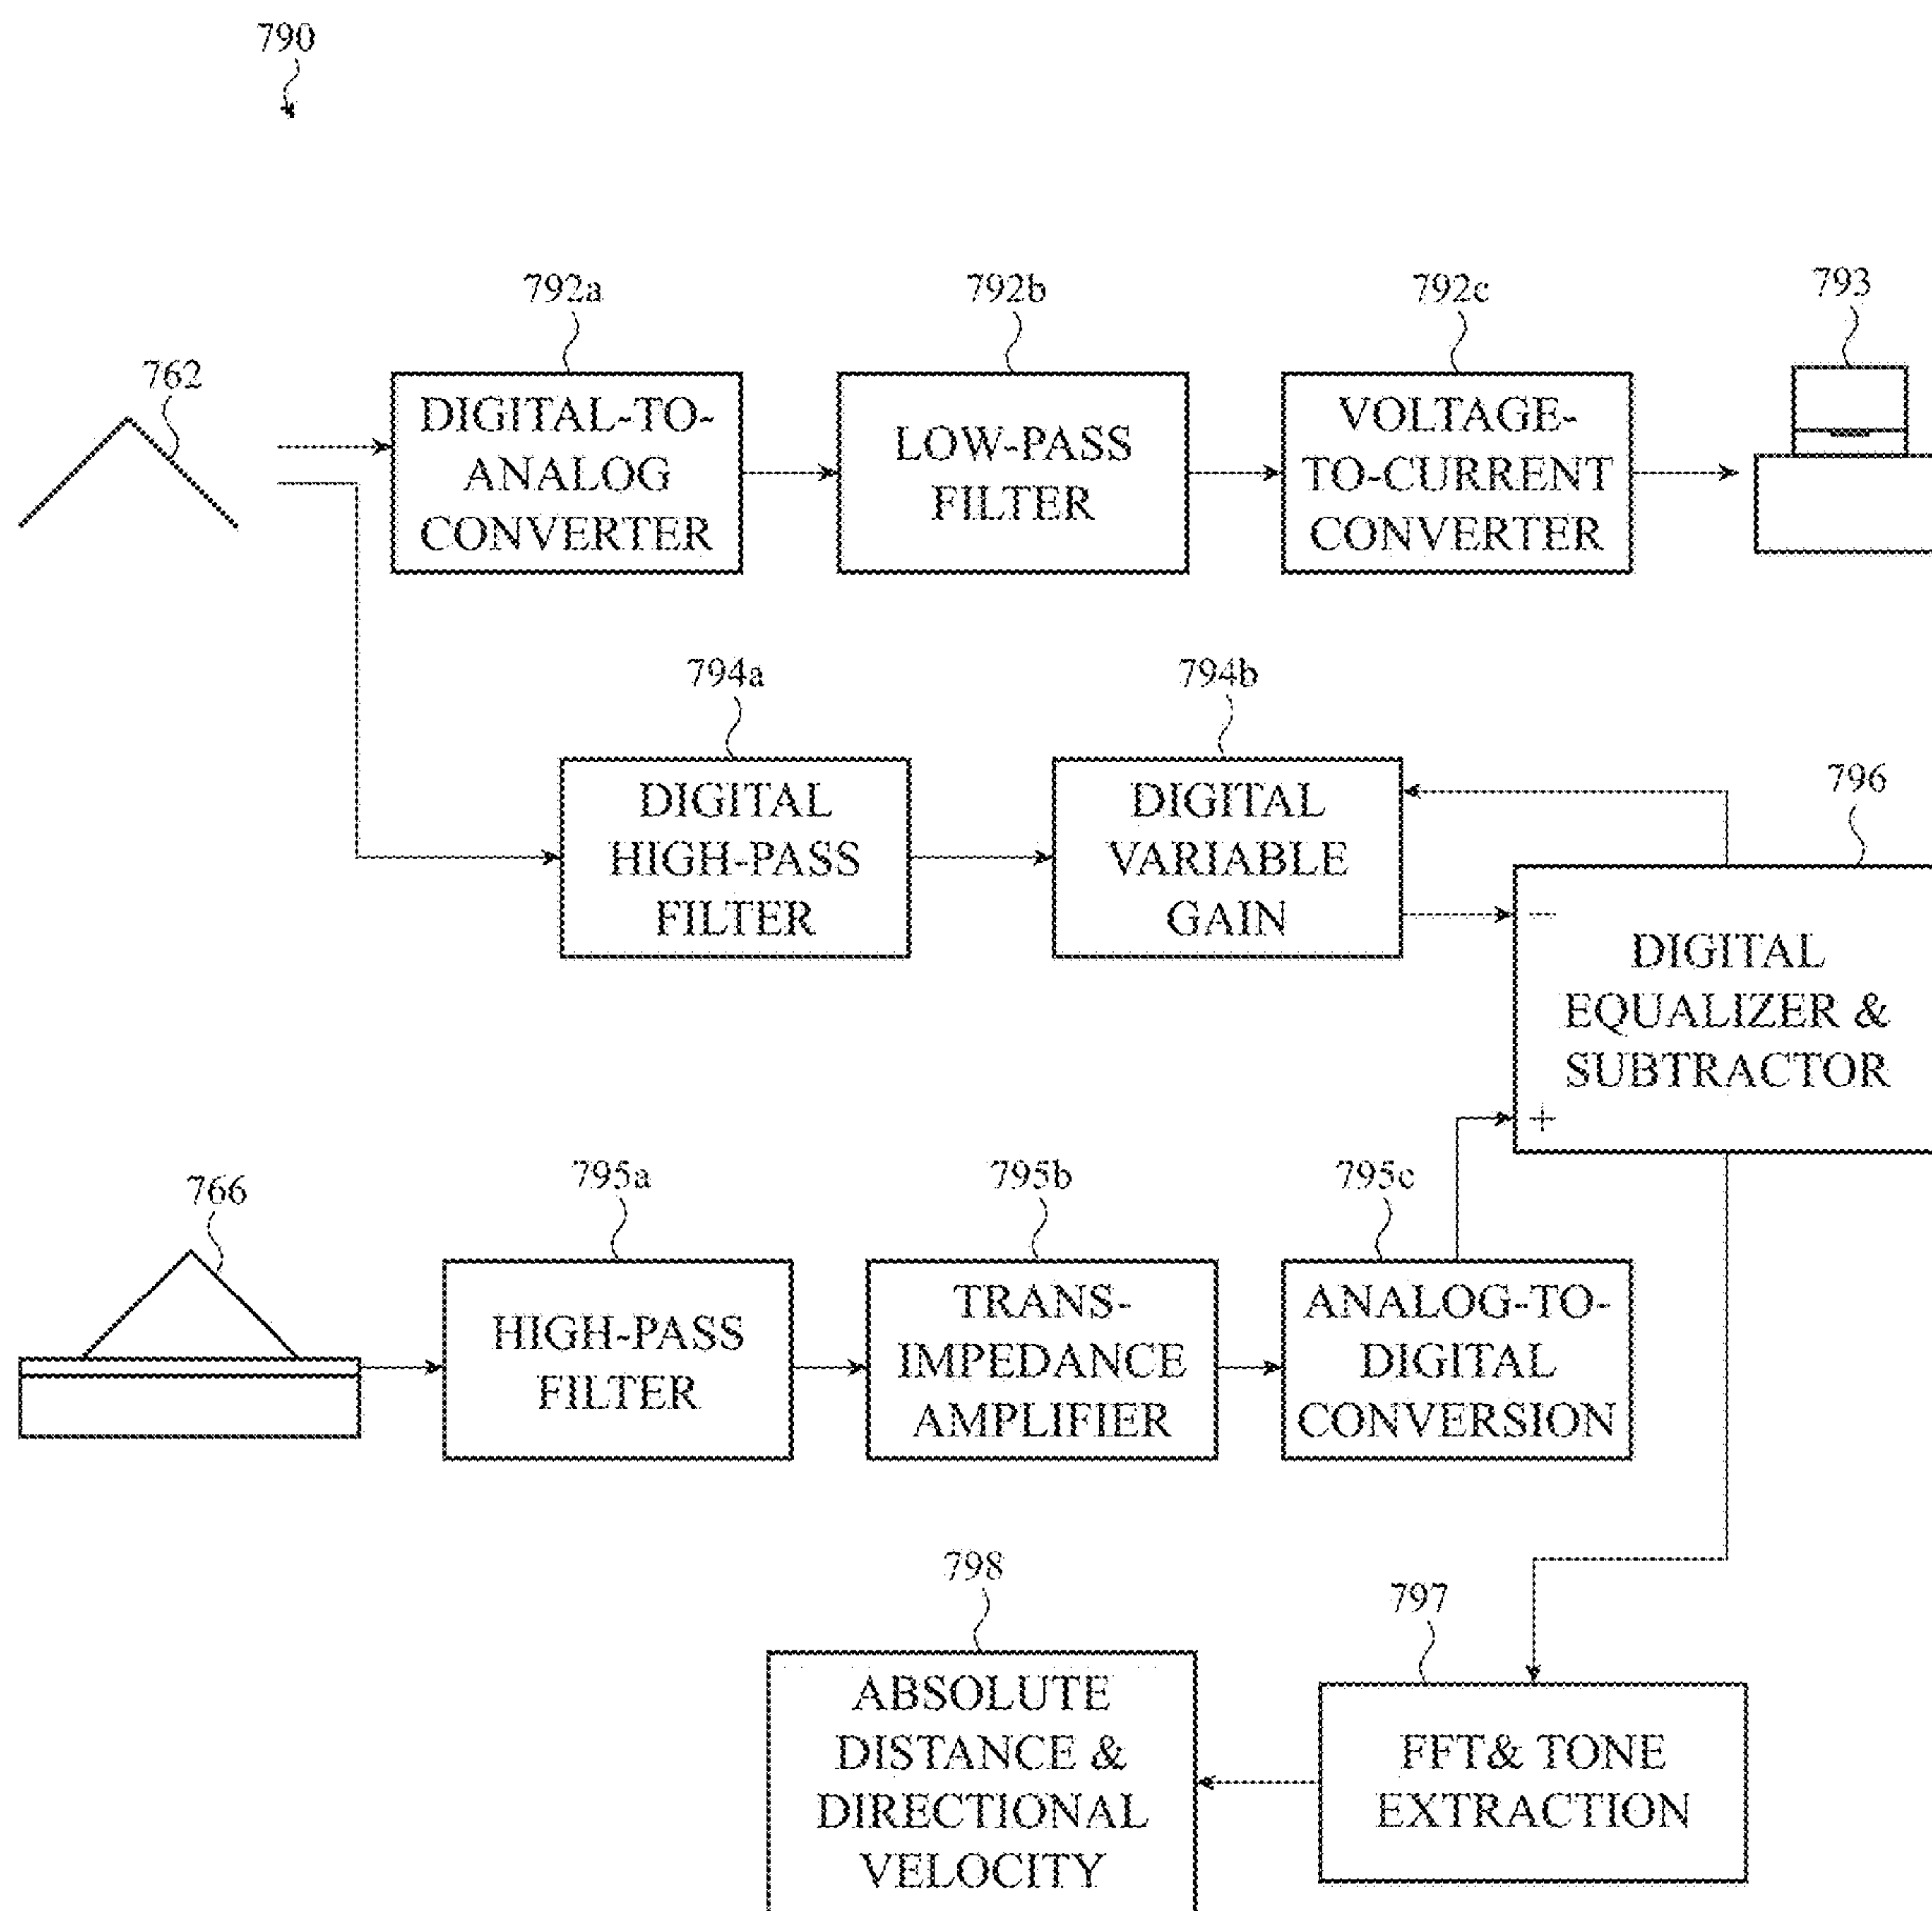 790
792a
792b
792c
793
762
DIGITAL-TO-
ANALOG
CONVERTER
LOW-PASS
FILTER
VOLTAGE-
TO-CURRENT
CONVERTER
794a
794b
796
DIGITAL
HIGH-PASS
FILTER
DIGITAL
VARIABLE
GAIN
—
DIGITAL
EQUALIZER &
SUBTRACTOR
+
766
795a
795b
795c
HIGH-PASS
FILTER
TRANS-
IMPEDANCE
AMPLIFIER
ANALOG-TO-
DIGITAL
CONVERSION
798
797
ABSOLUTE
DISTANCE &
DIRECTIONAL
VELOCITY
FFT& TONE
EXTRACTION